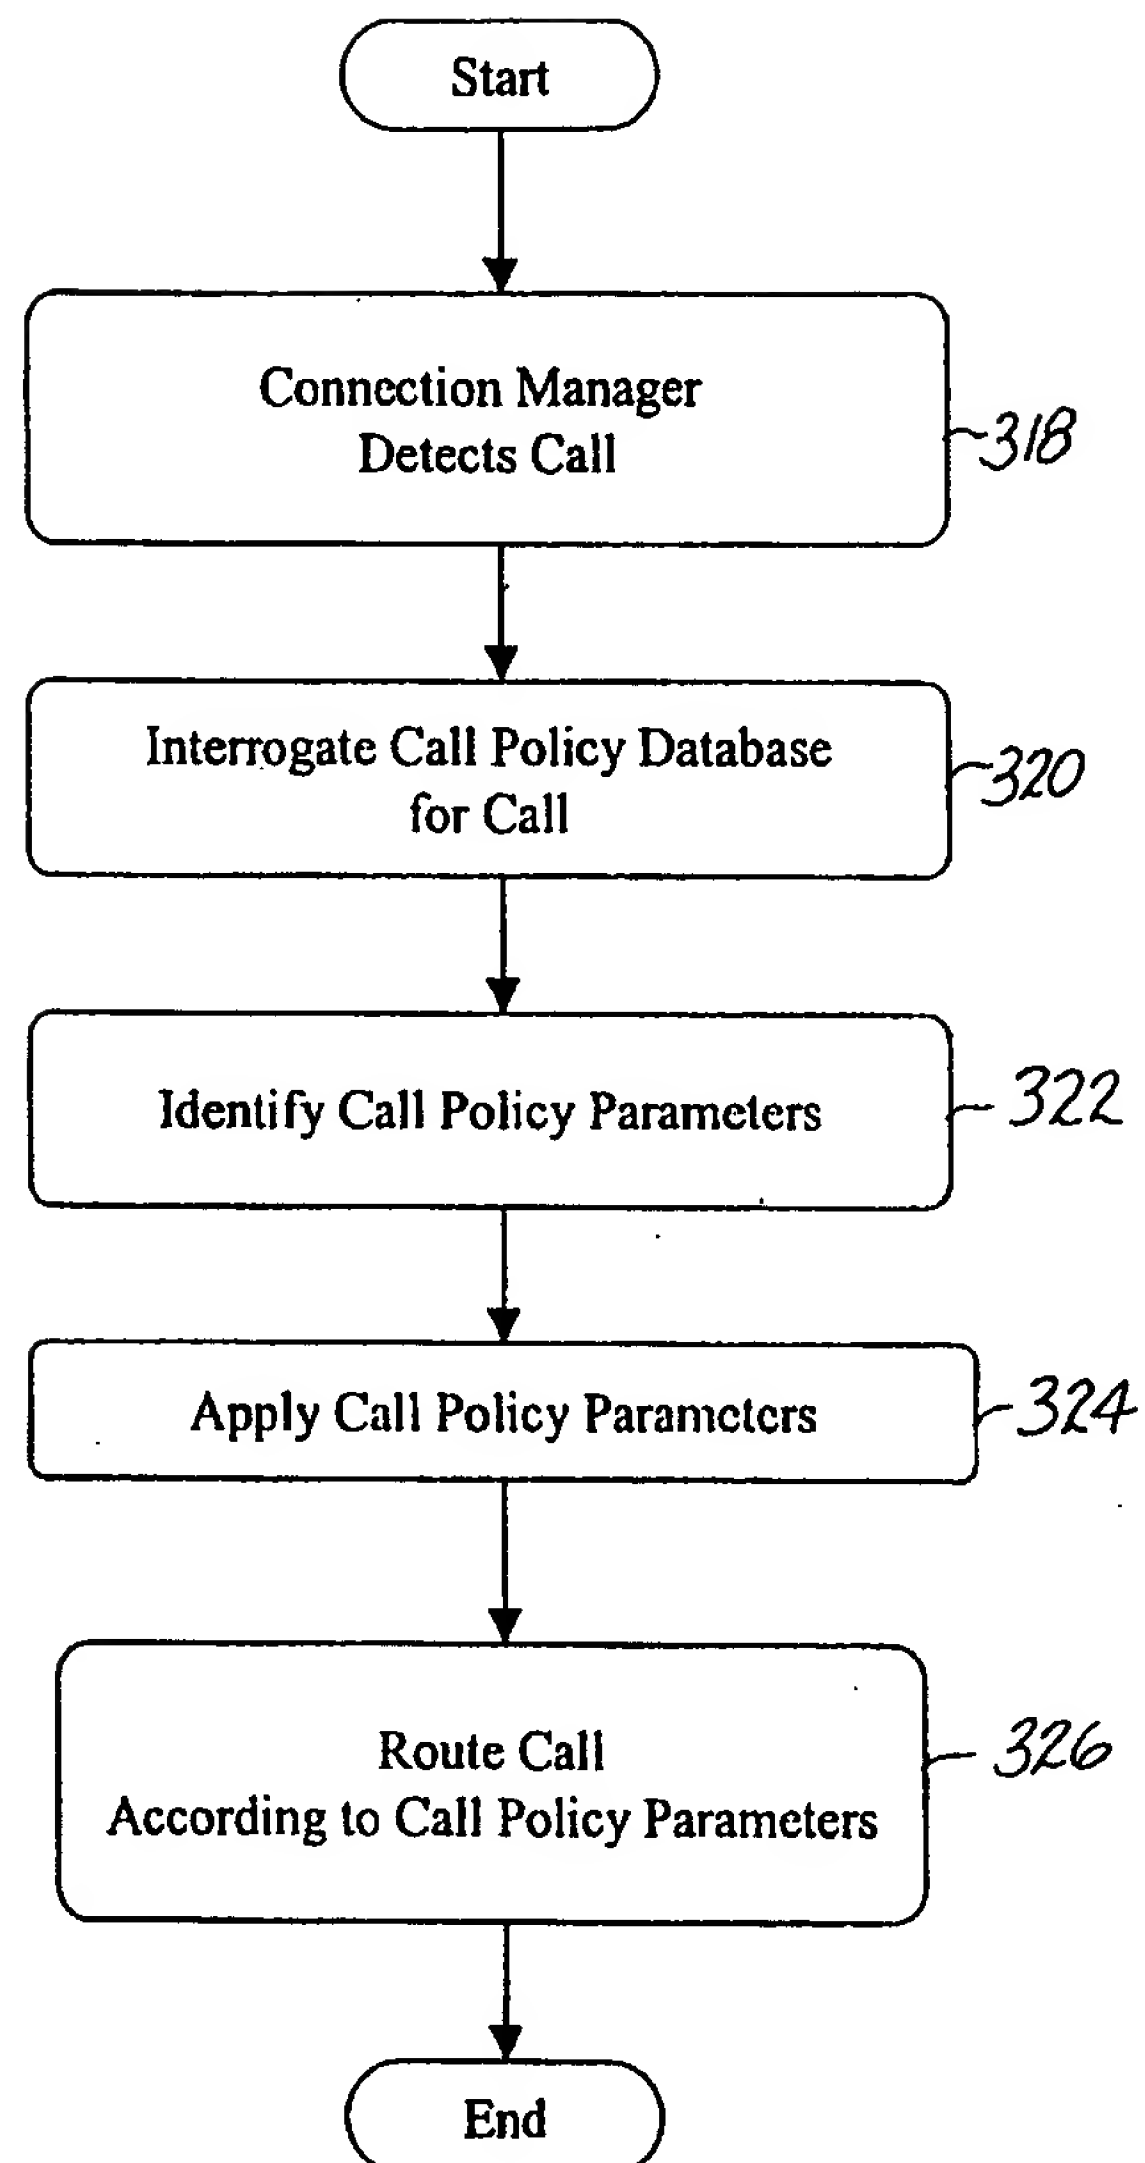 Start
Connection Manager
Detects Call
318
Interrogate Call Policy Database
for Call
320
Identify Call Policy Parameters
322
Apply Call Policy Parameters
324
Route Call
According to Call Policy Parameters
326
End